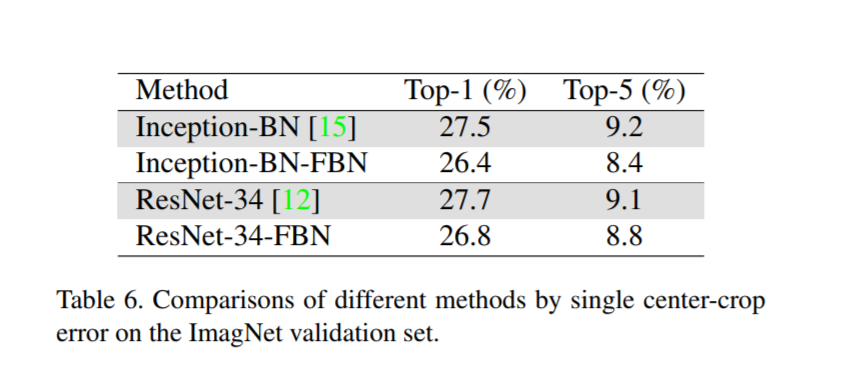 Method Top-1 (%) Top-5 (%)
Inception-BN [15] 27.5 9.2
Inception-BN-FBN 26.4 8.4
ResNet-34 [12] 27.7 9.1
ResNet-34-FBN 26.8 8.8
Table 6. Comparisons of different methods by single center-crop
error on the ImagNet validation set.